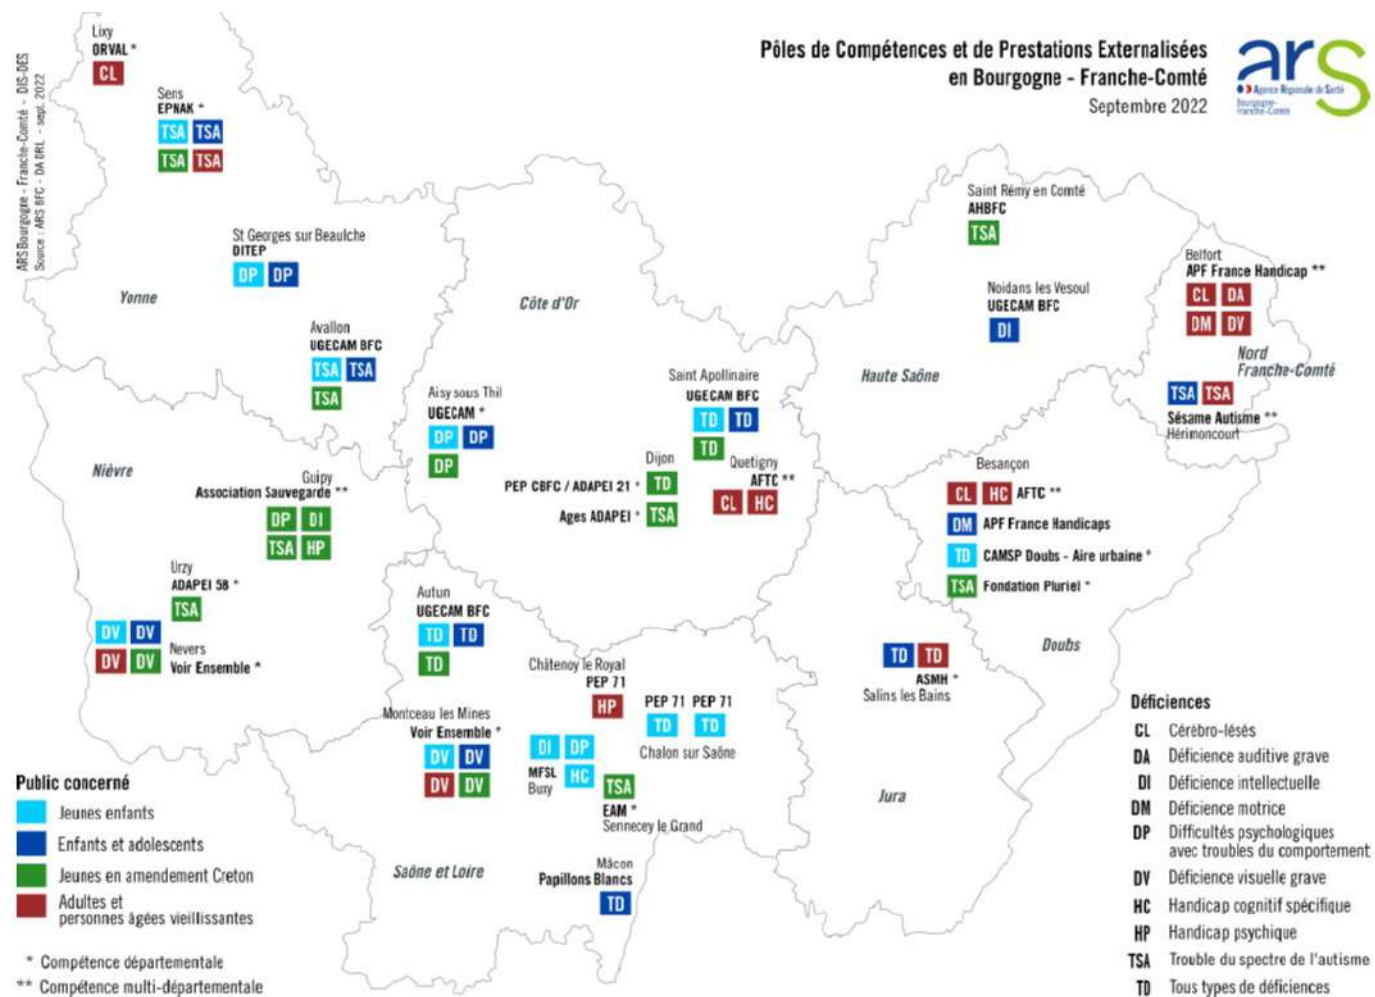 Pôles de Compétences et de Prestations Externalisées
en Bourgogne - Franche-Comté
Septembre 2022
ars
Agence Régionale de Santé
Bourgogne-
Franche-Comté
ARS Bourgogne - Franche-Comté - DIS-DES
Source : ARS BFC - DA DRL - sept. 2022
Lixy
ORVAL *
CL
Sens
EPNAK *
TSA TSA
TSA TSA
St Georges sur Beaulche
DITEP
DP DP
Yonne
Avallon
UGECAM BFC
TSA TSA
TSA
Côte d'Or
Aisy sous Thil
UGECAM *
DP DP
DP
Saint Apollinaire
UGECAM BFC
TD TD
TD
Dijon
PEP CBFC / ADAPEI 21 * TD
Ages ADAPEI * TSA
Quetigny
AFTC **
CL HC
Saint Rémy en Comté
AHBFC
TSA
Noidans les Vesoul
UGECAM BFC
DI
Haute Saône
Belfort
APF France Handicap **
CL DA
DM DV
Nord
Franche-Comté
TSA TSA
Sésame Autisme **
Hérimoncourt
Besançon
CL HC AFTC **
DM APF France Handicaps
TD CAMSP Doubs - Aire urbaine *
TSA Fondation Pluriel *
Doubs
Nièvre
Guipy
Association Sauvegarde **
DP DI
TSA HP
Urzy
ADAPEI 58 *
TSA
DV DV
DV DV
Nevers
Voir Ensemble *
Autun
UGECAM BFC
TD TD
TD
Châtenoy le Royal
PEP 71
HP
PEP 71 PEP 71
TD TD
Chalon sur Saône
Montceau les Mines
Voir Ensemble *
DV DV
DV DV
DI DP
MFSL HC
Buxy
TSA
EAM *
Sennecey le Grand
Saône et Loire
Mâcon
Papillons Blancs
TD
TD TD
ASMH *
Salins les Bains
Jura
Public concerné
Jeunes enfants
Enfants et adolescents
Jeunes en amendement Creton
Adultes et
personnes âgées vieillissantes
* Compétence départementale
** Compétence multi-départementale
Déficiences
CL Cérébro-lésés
DA Déficience auditive grave
DI Déficience intellectuelle
DM Déficience motrice
DP Difficultés psychologiques
avec troubles du comportement
DV Déficience visuelle grave
HC Handicap cognitif spécifique
HP Handicap psychique
TSA Trouble du spectre de l'autisme
TD Tous types de déficiences